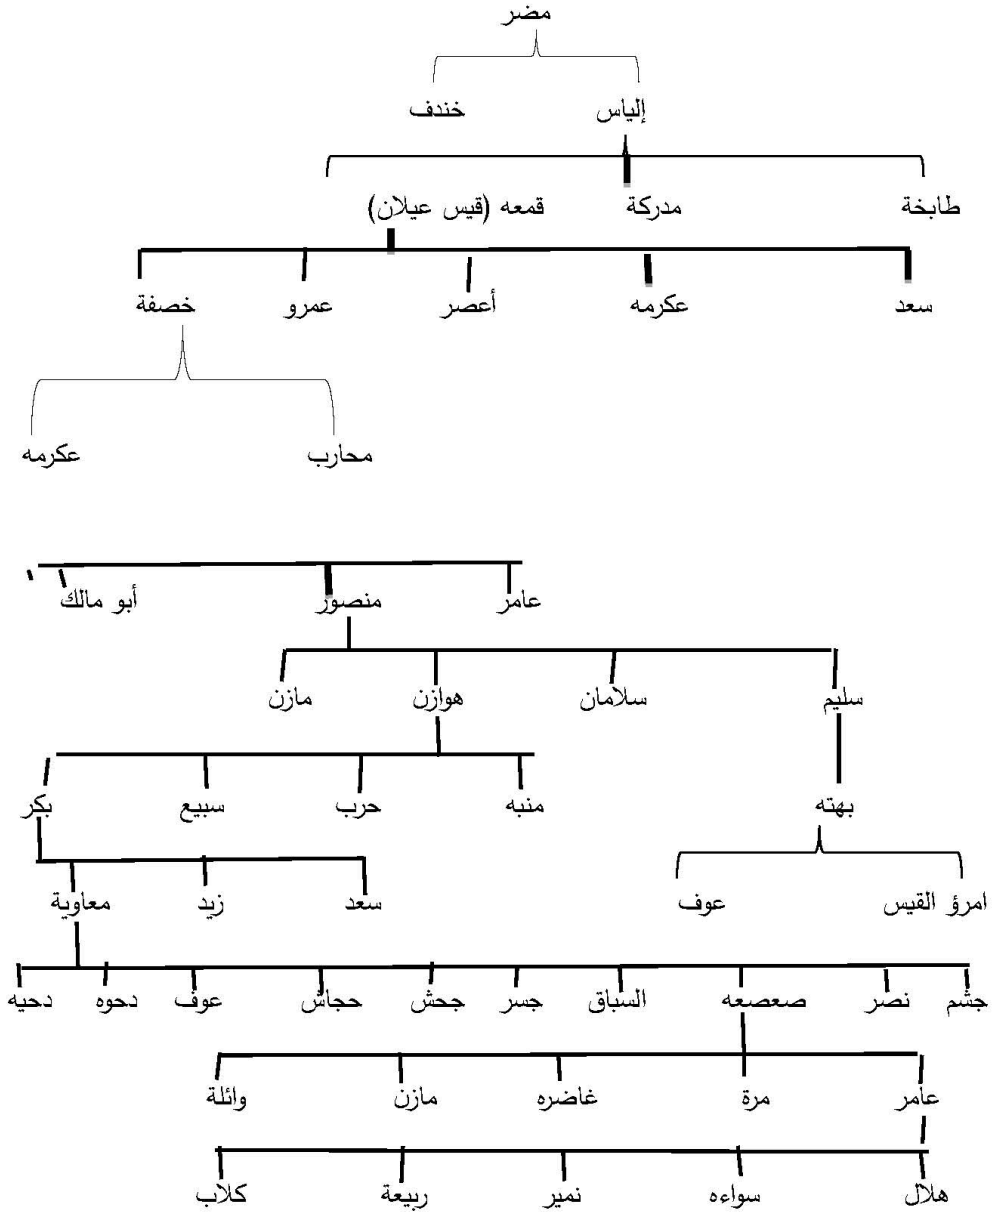 مضر
إلياس خندف
طابخة مدركة قمعه (قيس عيلان)
سعد عكرمه أعصر عمرو خصفة
محارب عكرمه
عامر منصور أبو مالك
سليم سلامان هوازن مازن
بهته منبه حرب سبيع بكر
امرؤ القيس عوف سعد زيد معاوية
جشم نصر صعصعه السباق جسر جحش حجاش عوف دحوه دحيه
عامر مرة غاضره مازن وائلة
هلال سواءه نمير ربيعة كلاب